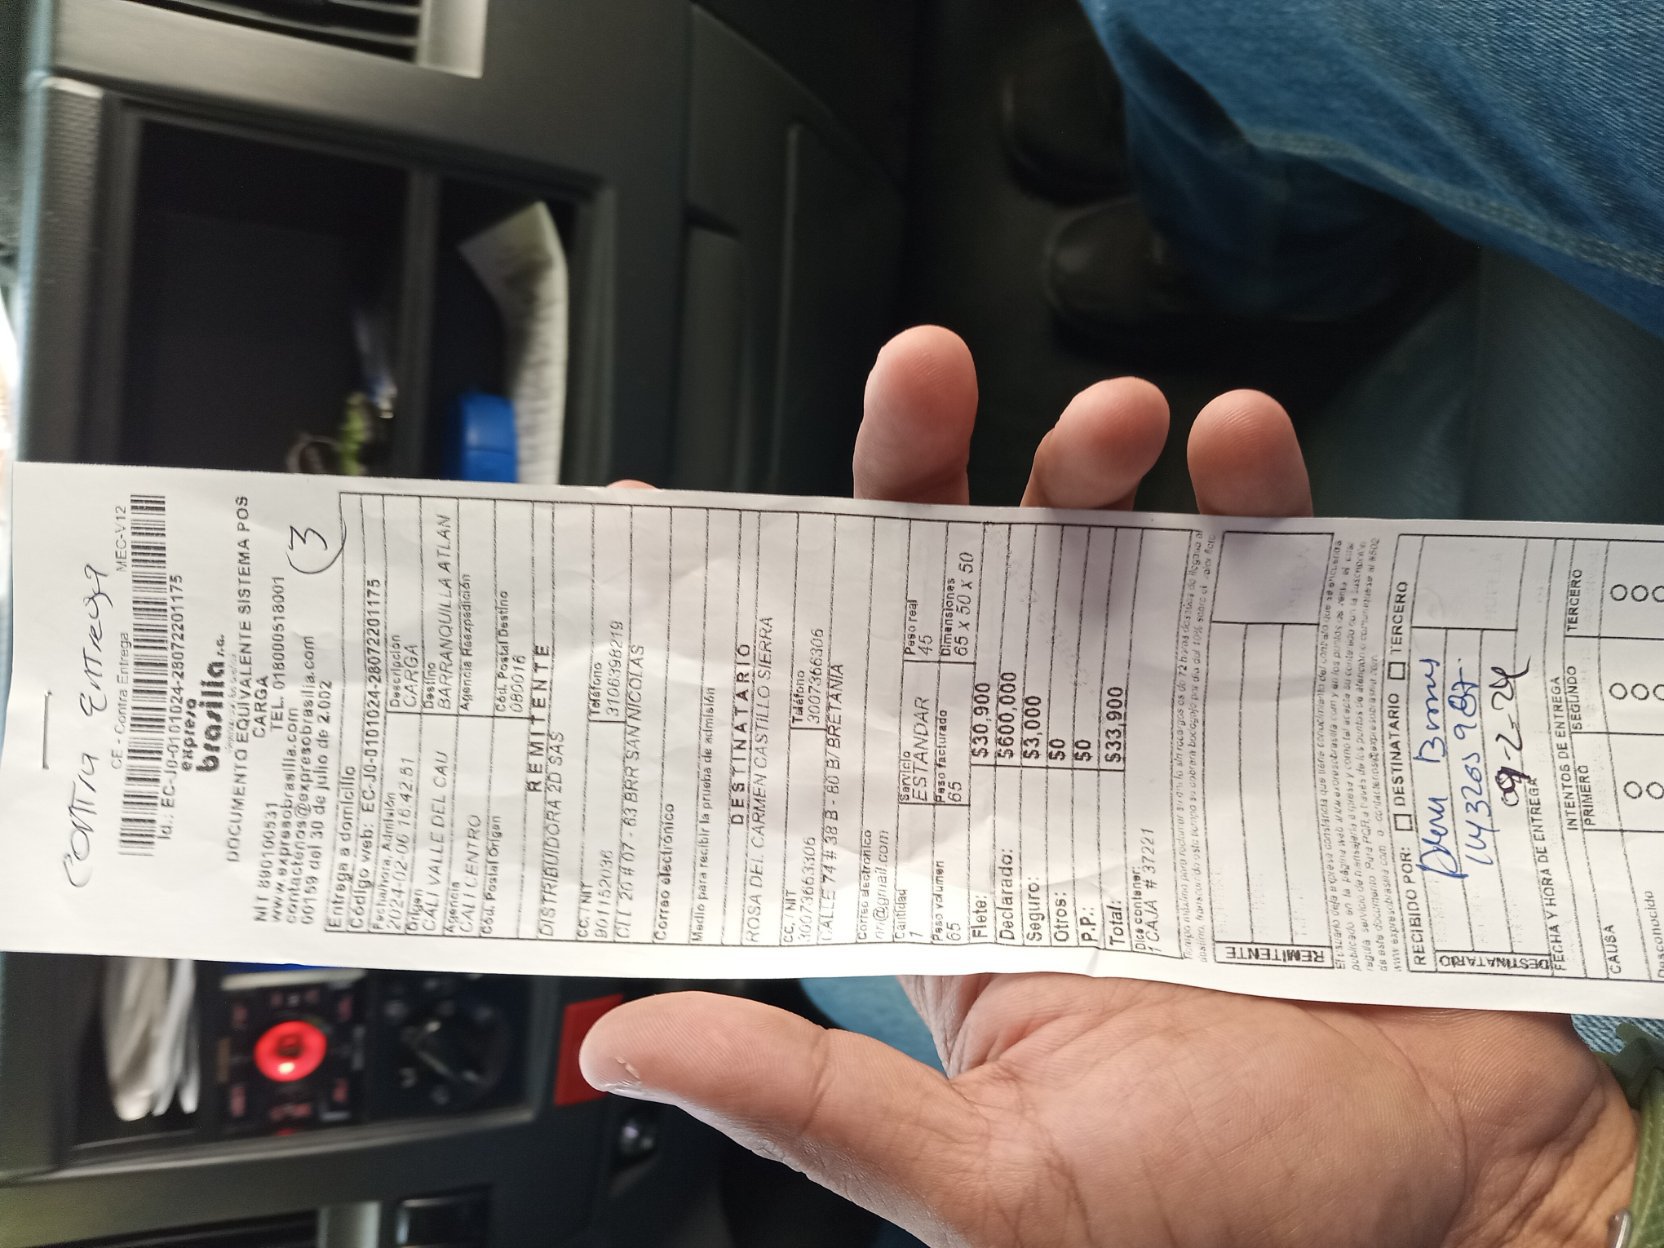 Contra Entrega
CE - Contra Entrega MEC-V12
Id.: EC-J0-0101024-28072201175
expreso
brasilia s.a.
DOCUMENTO EQUIVALENTE SISTEMA POS
CARGA
NIT 890100531 TEL. 018000518001
www.expresobrasilia.com
contactenos@expresobrasilia.com
00159 del 30 de julio de 2.002
3
Entrega a domicilio
Código web: EC-J0-0101024-28072201175
Fecha/hora, Admisión Descripción
2024-02-06 16:42:51 CARGA
Origen Destino
CALI VALLE DEL CAU BARRANQUILLA ATLAN
Agencia Agencia Reexpedición
CALI CENTRO
Cód. Postal Origen Cód. Postal Destino
080016
REMITENTE
DISTRIBUIDORA 2D SAS
CC. / NIT Teléfono
901152036 3106398219
CLL 20 # 07 - 63 BRR SAN NICOLAS
Correo electrónico
Medio para recibir la prueba de admisión
DESTINATARIO
ROSA DEL CARMEN CASTILLO SIERRA
CC. / NIT Teléfono
30073663306 3007366306
CALLE 74 # 38 B - 80 B/ BRETANIA
Correo electronico
nn@gmail.com
Cantidad Servicio Peso real
1 ESTANDAR 45
Peso volumen Peso facturado Dimensiones
65 65 65 X 50 X 50
Flete: $30,900
Declarado: $600,000
Seguro: $3,000
Otros: $0
P.P.: $0
Total: $33,900
Dice contener:
1 CAJA # 37221
REMITENTE
RECIBIDO POR: DESTINATARIO TERCERO
DESTINATARIO
09-2-24
FECHA Y HORA DE ENTREGA
INTENTOS DE ENTREGA
CAUSA PRIMERO SEGUNDO TERCERO
Desconocido